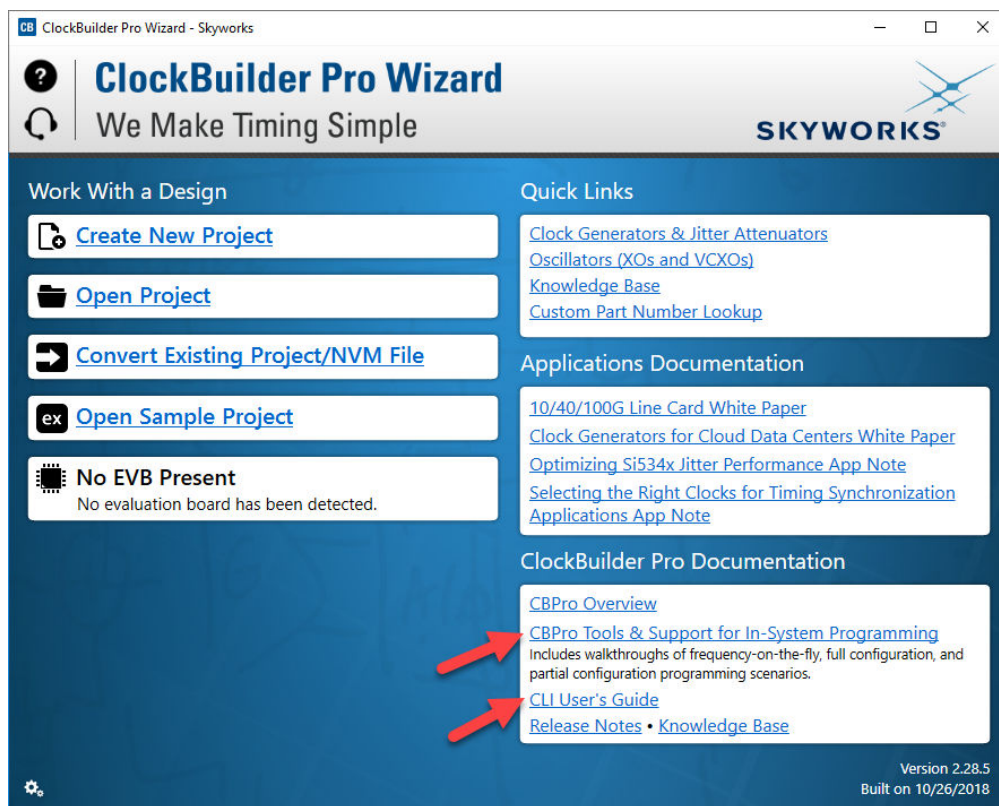 CB ClockBuilder Pro Wizard - Skyworks
?
ClockBuilder Pro Wizard
We Make Timing Simple
SKYWORKS®
Work With a Design
Create New Project
Open Project
Convert Existing Project/NVM File
ex Open Sample Project
No EVB Present
No evaluation board has been detected.
Quick Links
Clock Generators & Jitter Attenuators
Oscillators (XOs and VCXOs)
Knowledge Base
Custom Part Number Lookup
Applications Documentation
10/40/100G Line Card White Paper
Clock Generators for Cloud Data Centers White Paper
Optimizing Si534x Jitter Performance App Note
Selecting the Right Clocks for Timing Synchronization
Applications App Note
ClockBuilder Pro Documentation
CBPro Overview
CBPro Tools & Support for In-System Programming
Includes walkthroughs of frequency-on-the-fly, full configuration, and
partial configuration programming scenarios.
CLI User's Guide
Release Notes • Knowledge Base
Version 2.28.5
Built on 10/26/2018